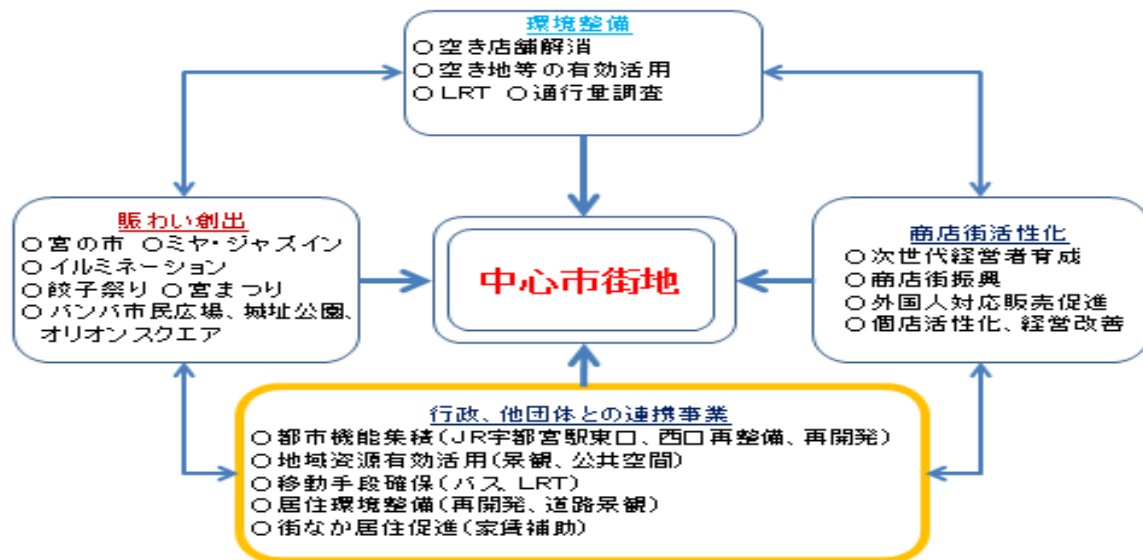 環境整備
○空き店舗解消
○空き地等の有効活用
○LRT ○通行量調査
賑わい創出
○宮の市 ○ミヤ・ジャズイン
○イルミネーション
○餃子祭り ○宮まつり
○バンバ市民広場、城址公園、
オリオンスクエア
中心市街地
商店街活性化
○次世代経営者育成
○商店街振興
○外国人対応販売促進
○個店活性化、経営改善
行政、他団体との連携事業
○都市機能集積(JR宇都宮駅東口、西口再整備、再開発)
○地域資源有効活用(景観、公共空間)
○移動手段確保(バス、LRT)
○居住環境整備(再開発、道路景観)
○街なか居住促進(家賃補助)